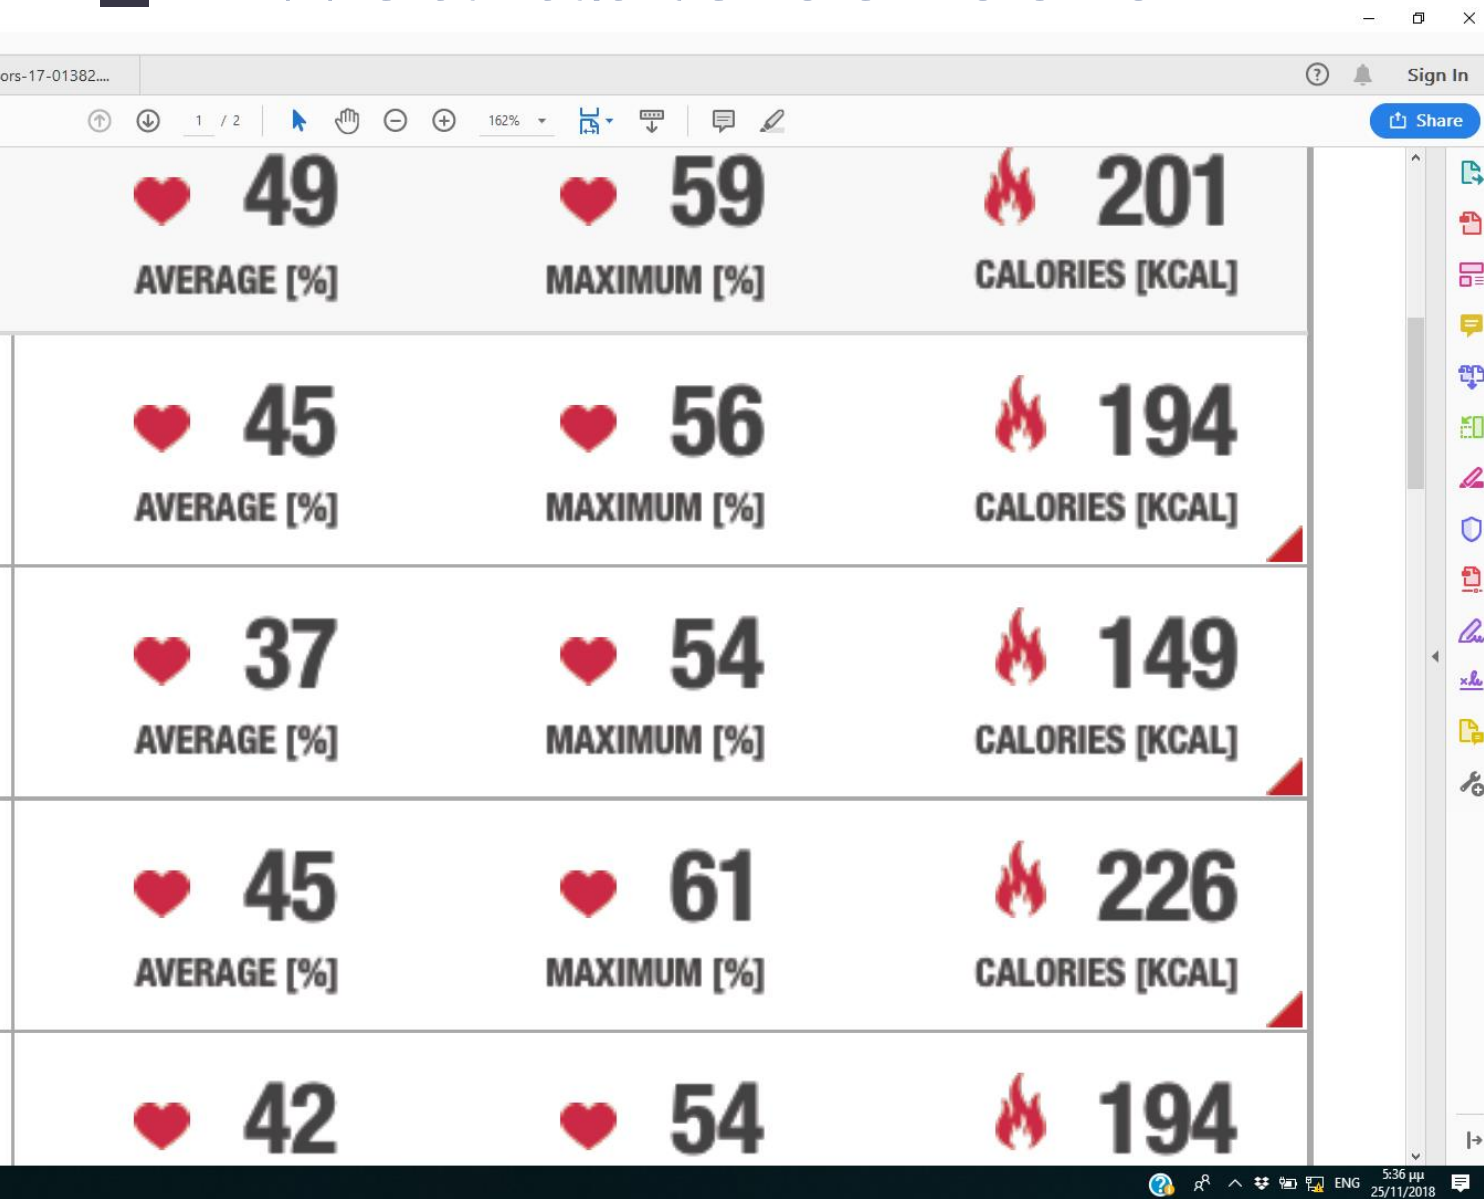 ors-17-01382....
Sign In
1 / 2
162%
Share
49 59 201
AVERAGE [%] MAXIMUM [%] CALORIES [KCAL]
45 56 194
AVERAGE [%] MAXIMUM [%] CALORIES [KCAL]
37 54 149
AVERAGE [%] MAXIMUM [%] CALORIES [KCAL]
45 61 226
AVERAGE [%] MAXIMUM [%] CALORIES [KCAL]
42 54 194
ENG
5:36 μμ
25/11/2018